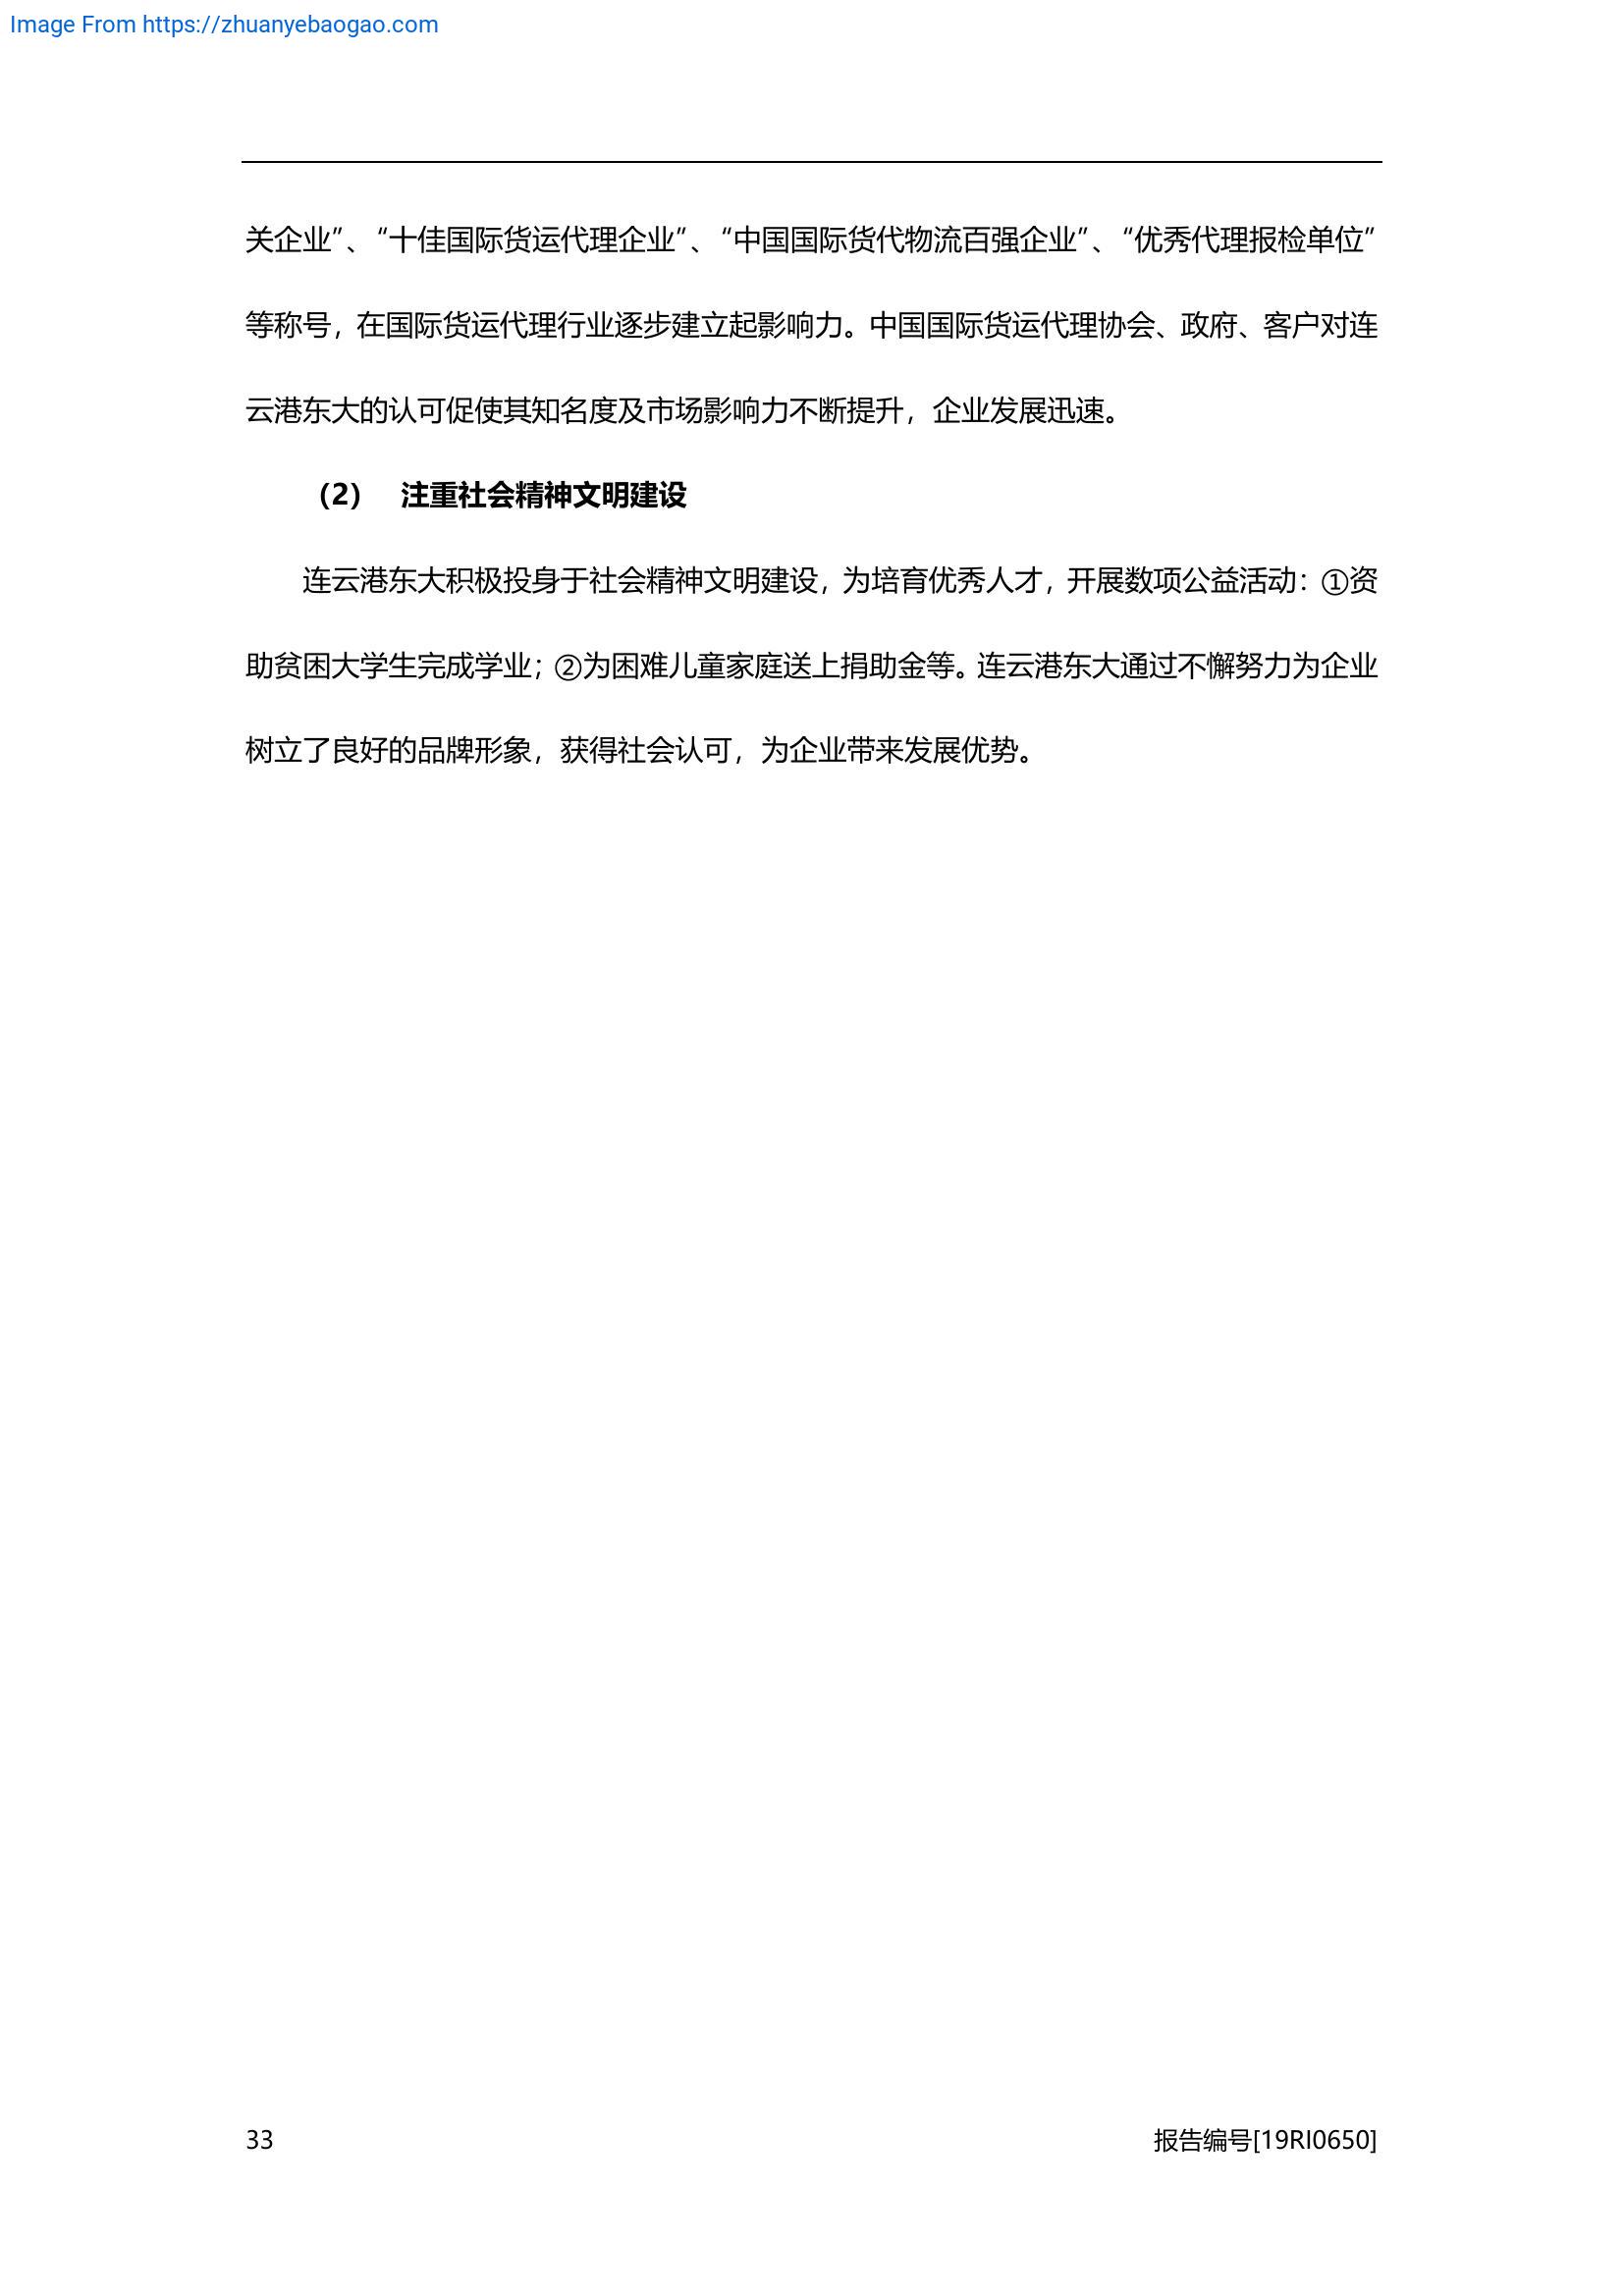 Image From https://zhuanyebaogao.com
关企业”、“十佳国际货运代理企业”、“中国国际货代物流百强企业”、“优秀代理报检单位”
等称号，在国际货运代理行业逐步建立起影响力。中国国际货运代理协会、政府、客户对连
云港东大的认可促使其知名度及市场影响力不断提升，企业发展迅速。
（2） 注重社会精神文明建设
连云港东大积极投身于社会精神文明建设，为培育优秀人才，开展数项公益活动：①资
助贫困大学生完成学业；②为困难儿童家庭送上捐助金等。连云港东大通过不懈努力为企业
树立了良好的品牌形象，获得社会认可，为企业带来发展优势。
33 报告编号[19RI0650]